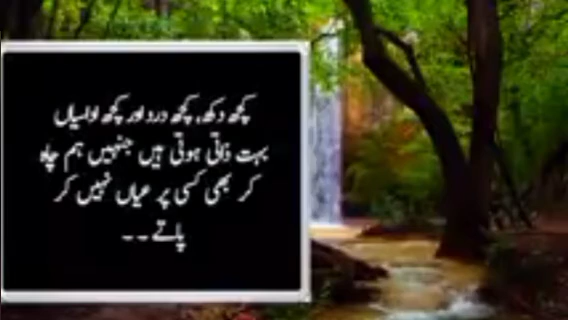 کچھ دکھ، کچھ درد اور کچھ اداسیاں
بہت ذاتی ہوتی ہیں جنہیں ہم چاہ
کر بھی کسی پر عیاں نہیں کر
پاتے ۔۔